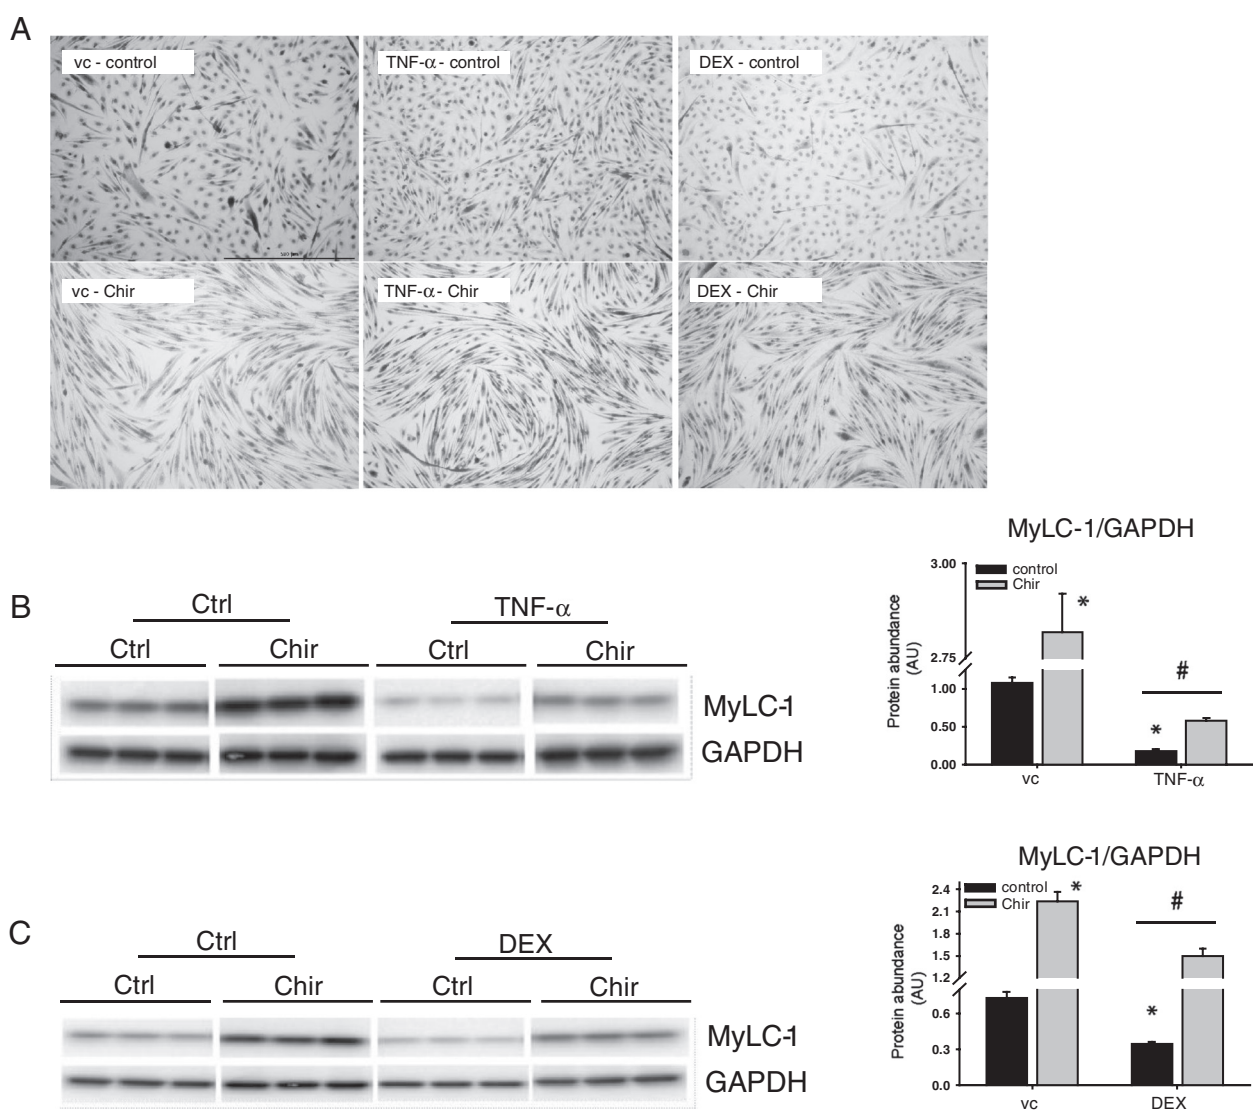 A
vc - control
TNF-α - control
DEX - control
vc - Chir
TNF-α - Chir
DEX - Chir
B
Ctrl
TNF-α
Ctrl
Chir
Ctrl
Chir
MyLC-1
GAPDH
MyLC-1/GAPDH
control
Chir
Protein abundance
(AU)
3.00
2.75
1.00
0.50
0.00
*
*
#
vc
TNF-α
C
Ctrl
DEX
Ctrl
Chir
Ctrl
Chir
MyLC-1
GAPDH
MyLC-1/GAPDH
control
Chir
Protein abundance
(AU)
2.4
2.1
1.8
1.5
1.2
0.6
0.3
0.0
*
*
#
vc
DEX